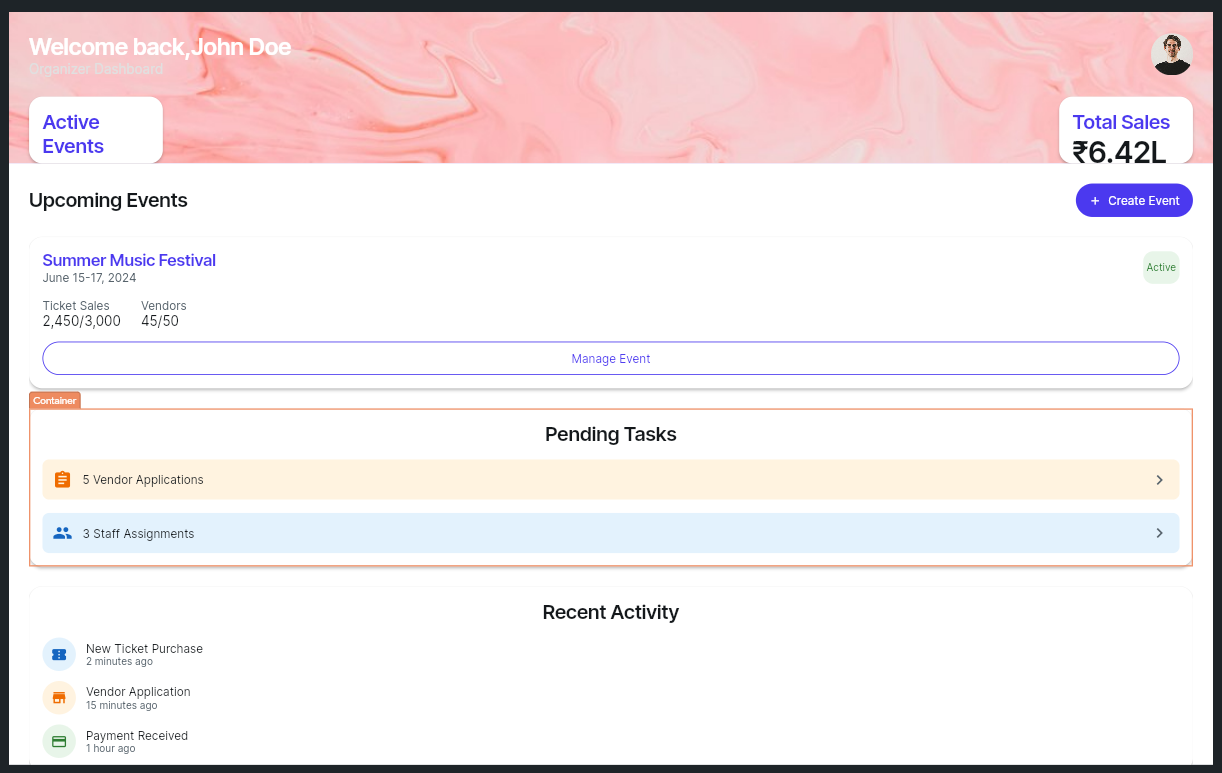 Welcome back,John Doe
Organizer Dashboard
Active
Events
Total Sales
₹6.42L
Upcoming Events
+ Create Event
Summer Music Festival
June 15-17, 2024
Active
Ticket Sales
2,450/3,000
Vendors
45/50
Manage Event
Container
Pending Tasks
5 Vendor Applications
3 Staff Assignments
Recent Activity
New Ticket Purchase
2 minutes ago
Vendor Application
15 minutes ago
Payment Received
1 hour ago